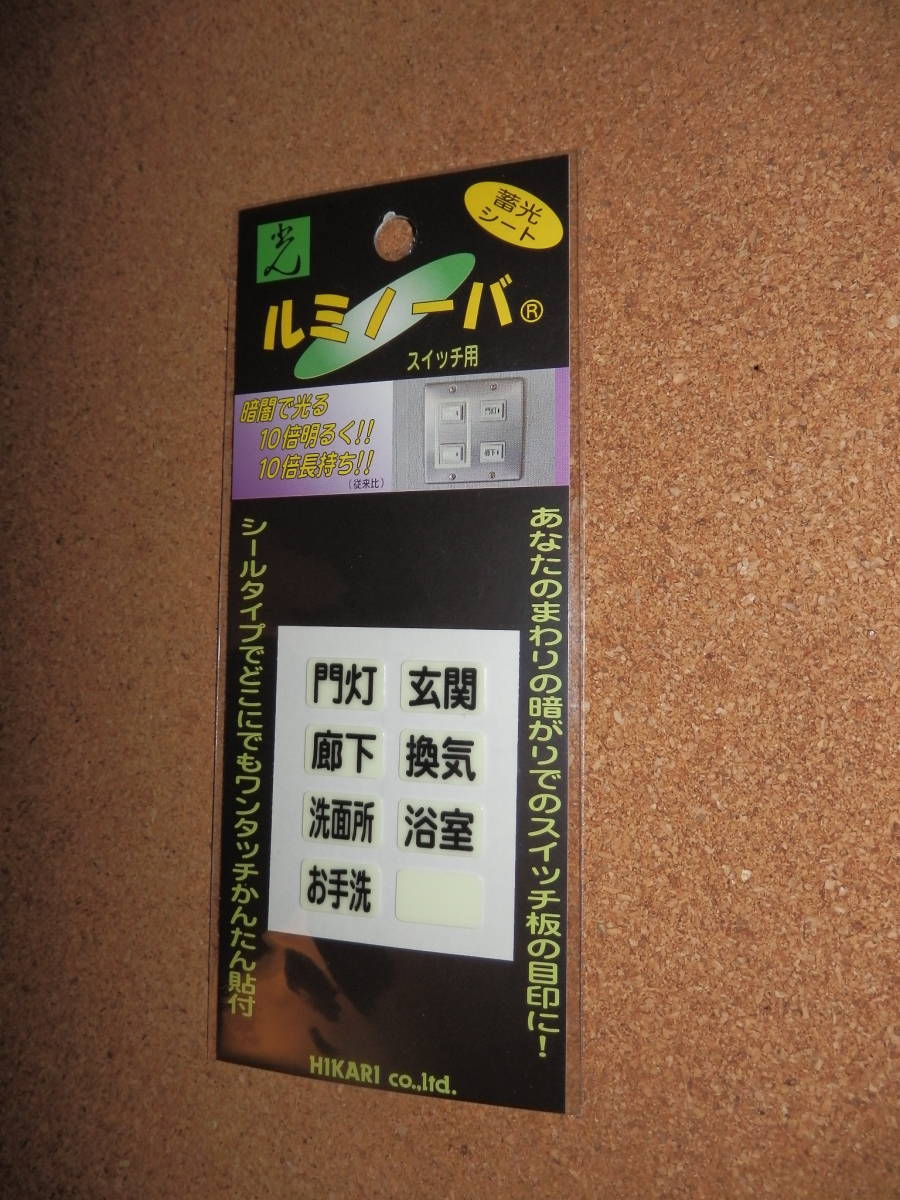 光
蓄光
シート
ルミノーバ®
スイッチ用
暗闇で光る
10倍明るく!!
10倍長持ち!!
(従来比)
門灯
廊下
あなたのまわりの暗がりでのスイッチ板の目印に!
シールタイプでどこにでもワンタッチかんたん貼付
門灯 玄関
廊下 換気
洗面所 浴室
お手洗
HIKARI co.,ltd.